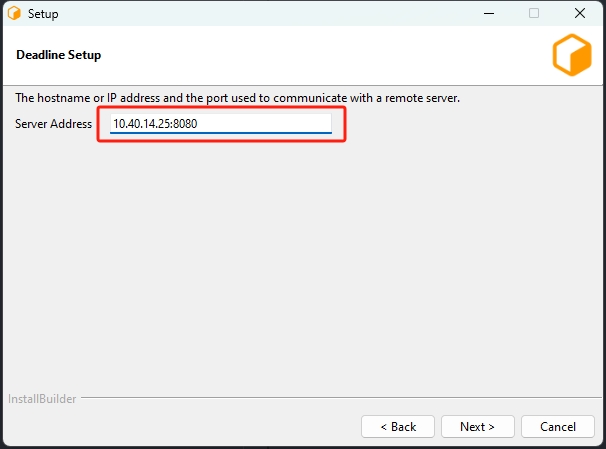 Setup
Deadline Setup
The hostname or IP address and the port used to communicate with a remote server.
Server Address 10.40.14.25:8080
InstallBuilder
< Back Next > Cancel